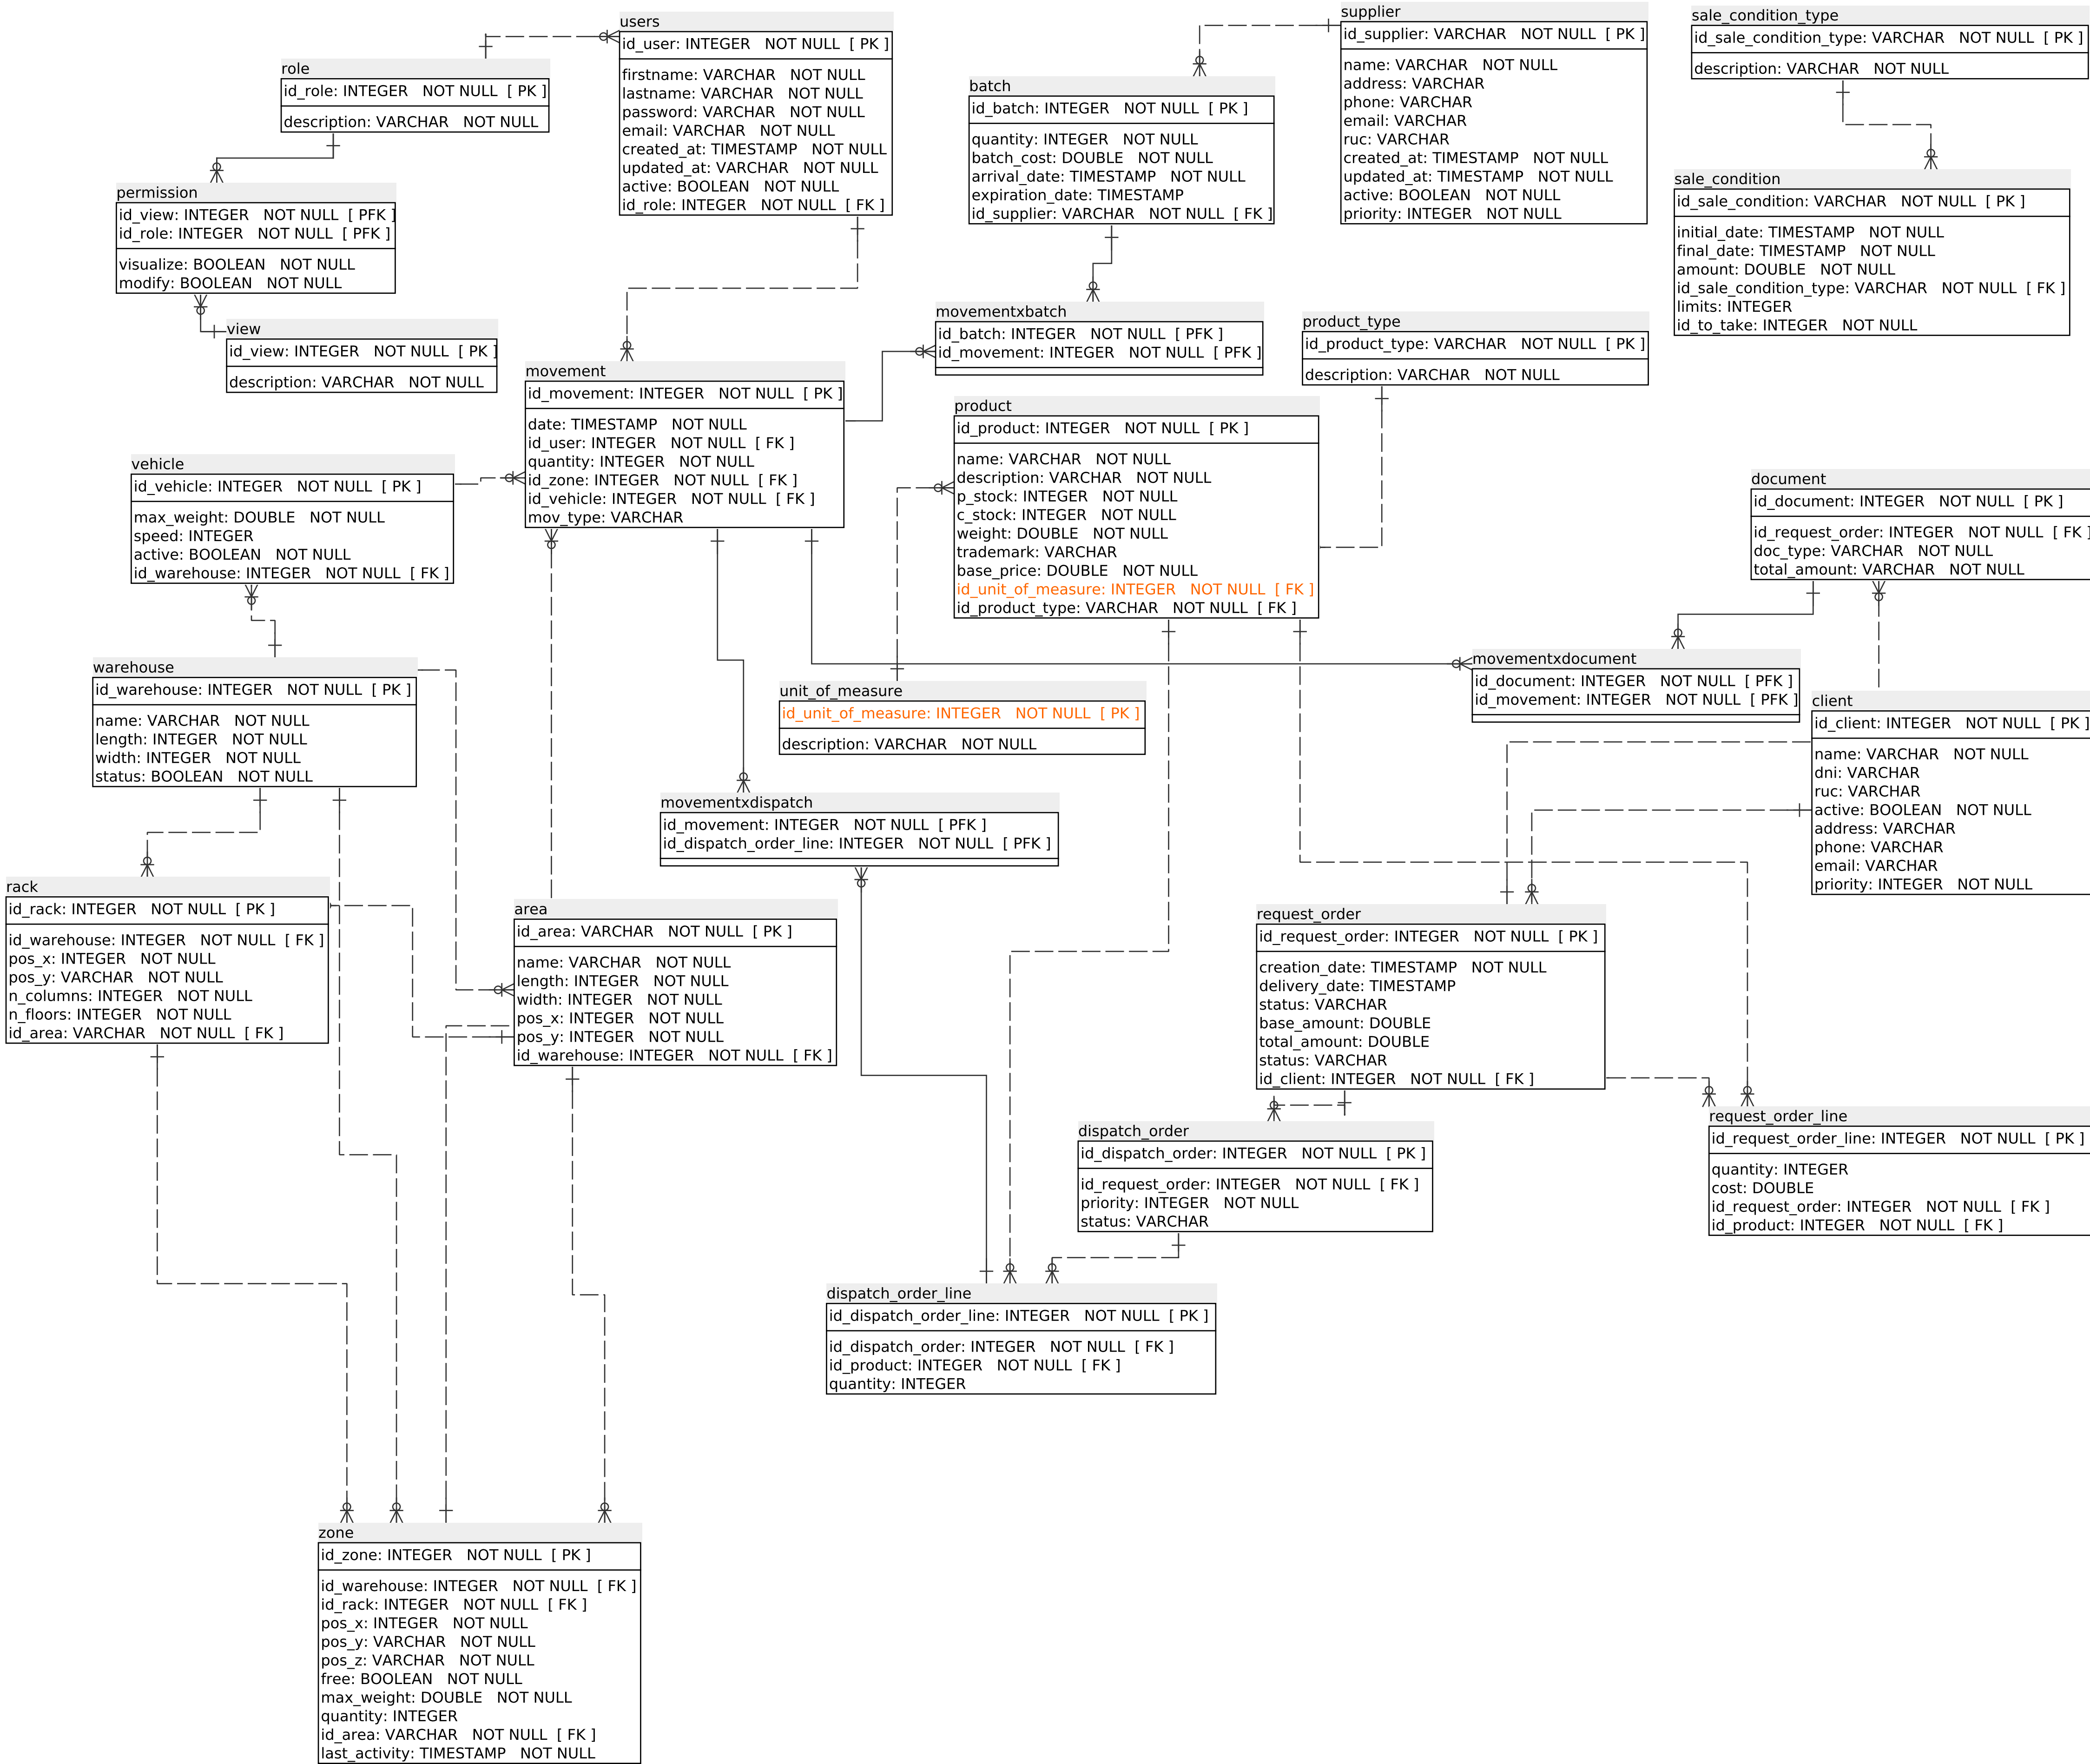 users
id_user: INTEGER NOT NULL [ PK ]
firstname: VARCHAR NOT NULL
lastname: VARCHAR NOT NULL
password: VARCHAR NOT NULL
email: VARCHAR NOT NULL
created_at: TIMESTAMP NOT NULL
updated_at: VARCHAR NOT NULL
active: BOOLEAN NOT NULL
id_role: INTEGER NOT NULL [ FK ]
supplier
id_supplier: VARCHAR NOT NULL [ PK ]
name: VARCHAR NOT NULL
address: VARCHAR
phone: VARCHAR
email: VARCHAR
ruc: VARCHAR
created_at: TIMESTAMP NOT NULL
updated_at: TIMESTAMP NOT NULL
active: BOOLEAN NOT NULL
priority: INTEGER NOT NULL
sale_condition_type
id_sale_condition_type: VARCHAR NOT NULL [ PK ]
description: VARCHAR NOT NULL
role
id_role: INTEGER NOT NULL [ PK ]
description: VARCHAR NOT NULL
batch
id_batch: INTEGER NOT NULL [ PK ]
quantity: INTEGER NOT NULL
batch_cost: DOUBLE NOT NULL
arrival_date: TIMESTAMP NOT NULL
expiration_date: TIMESTAMP
id_supplier: VARCHAR NOT NULL [ FK ]
sale_condition
id_sale_condition: VARCHAR NOT NULL [ PK ]
initial_date: TIMESTAMP NOT NULL
final_date: TIMESTAMP NOT NULL
amount: DOUBLE NOT NULL
id_sale_condition_type: VARCHAR NOT NULL [ FK ]
limits: INTEGER
id_to_take: INTEGER NOT NULL
permission
id_view: INTEGER NOT NULL [ PFK ]
id_role: INTEGER NOT NULL [ PFK ]
visualize: BOOLEAN NOT NULL
modify: BOOLEAN NOT NULL
view
id_view: INTEGER NOT NULL [ PK ]
description: VARCHAR NOT NULL
movementxbatch
id_batch: INTEGER NOT NULL [ PFK ]
id_movement: INTEGER NOT NULL [ PFK ]
product_type
id_product_type: VARCHAR NOT NULL [ PK ]
description: VARCHAR NOT NULL
movement
id_movement: INTEGER NOT NULL [ PK ]
date: TIMESTAMP NOT NULL
id_user: INTEGER NOT NULL [ FK ]
quantity: INTEGER NOT NULL
id_zone: INTEGER NOT NULL [ FK ]
id_vehicle: INTEGER NOT NULL [ FK ]
mov_type: VARCHAR
product
id_product: INTEGER NOT NULL [ PK ]
name: VARCHAR NOT NULL
description: VARCHAR NOT NULL
p_stock: INTEGER NOT NULL
c_stock: INTEGER NOT NULL
weight: DOUBLE NOT NULL
trademark: VARCHAR
base_price: DOUBLE NOT NULL
id_unit_of_measure: INTEGER NOT NULL [ FK ]
id_product_type: VARCHAR NOT NULL [ FK ]
vehicle
id_vehicle: INTEGER NOT NULL [ PK ]
max_weight: DOUBLE NOT NULL
speed: INTEGER
active: BOOLEAN NOT NULL
id_warehouse: INTEGER NOT NULL [ FK ]
document
id_document: INTEGER NOT NULL [ PK ]
id_request_order: INTEGER NOT NULL [ FK ]
doc_type: VARCHAR NOT NULL
total_amount: VARCHAR NOT NULL
warehouse
id_warehouse: INTEGER NOT NULL [ PK ]
name: VARCHAR NOT NULL
length: INTEGER NOT NULL
width: INTEGER NOT NULL
status: BOOLEAN NOT NULL
unit_of_measure
id_unit_of_measure: INTEGER NOT NULL [ PK ]
description: VARCHAR NOT NULL
movementxdocument
id_document: INTEGER NOT NULL [ PFK ]
id_movement: INTEGER NOT NULL [ PFK ]
client
id_client: INTEGER NOT NULL [ PK ]
name: VARCHAR NOT NULL
dni: VARCHAR
ruc: VARCHAR
active: BOOLEAN NOT NULL
address: VARCHAR
phone: VARCHAR
email: VARCHAR
priority: INTEGER NOT NULL
movementxdispatch
id_movement: INTEGER NOT NULL [ PFK ]
id_dispatch_order_line: INTEGER NOT NULL [ PFK ]
rack
id_rack: INTEGER NOT NULL [ PK ]
id_warehouse: INTEGER NOT NULL [ FK ]
pos_x: INTEGER NOT NULL
pos_y: VARCHAR NOT NULL
n_columns: INTEGER NOT NULL
n_floors: INTEGER NOT NULL
id_area: VARCHAR NOT NULL [ FK ]
area
id_area: VARCHAR NOT NULL [ PK ]
name: VARCHAR NOT NULL
length: INTEGER NOT NULL
width: INTEGER NOT NULL
pos_x: INTEGER NOT NULL
pos_y: INTEGER NOT NULL
id_warehouse: INTEGER NOT NULL [ FK ]
request_order
id_request_order: INTEGER NOT NULL [ PK ]
creation_date: TIMESTAMP NOT NULL
delivery_date: TIMESTAMP
status: VARCHAR
base_amount: DOUBLE
total_amount: DOUBLE
status: VARCHAR
id_client: INTEGER NOT NULL [ FK ]
request_order_line
id_request_order_line: INTEGER NOT NULL [ PK ]
quantity: INTEGER
cost: DOUBLE
id_request_order: INTEGER NOT NULL [ FK ]
id_product: INTEGER NOT NULL [ FK ]
dispatch_order
id_dispatch_order: INTEGER NOT NULL [ PK ]
id_request_order: INTEGER NOT NULL [ FK ]
priority: INTEGER NOT NULL
status: VARCHAR
dispatch_order_line
id_dispatch_order_line: INTEGER NOT NULL [ PK ]
id_dispatch_order: INTEGER NOT NULL [ FK ]
id_product: INTEGER NOT NULL [ FK ]
quantity: INTEGER
zone
id_zone: INTEGER NOT NULL [ PK ]
id_warehouse: INTEGER NOT NULL [ FK ]
id_rack: INTEGER NOT NULL [ FK ]
pos_x: INTEGER NOT NULL
pos_y: VARCHAR NOT NULL
pos_z: VARCHAR NOT NULL
free: BOOLEAN NOT NULL
max_weight: DOUBLE NOT NULL
quantity: INTEGER
id_area: VARCHAR NOT NULL [ FK ]
last_activity: TIMESTAMP NOT NULL